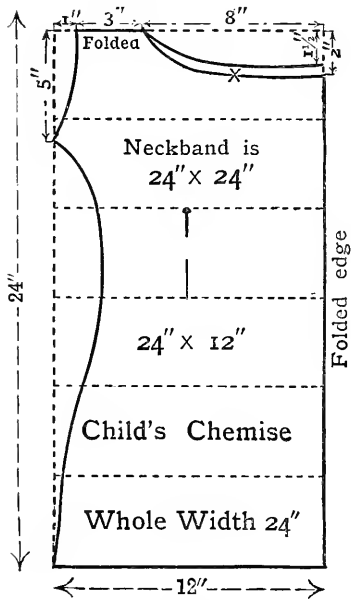 1" 3" 8"
Folded
1½"
2"
5"
Neckband is
24" X 24"
24"
Folded edge
24" X 12"
Child's Chemise
Whole Width 24"
12"
X